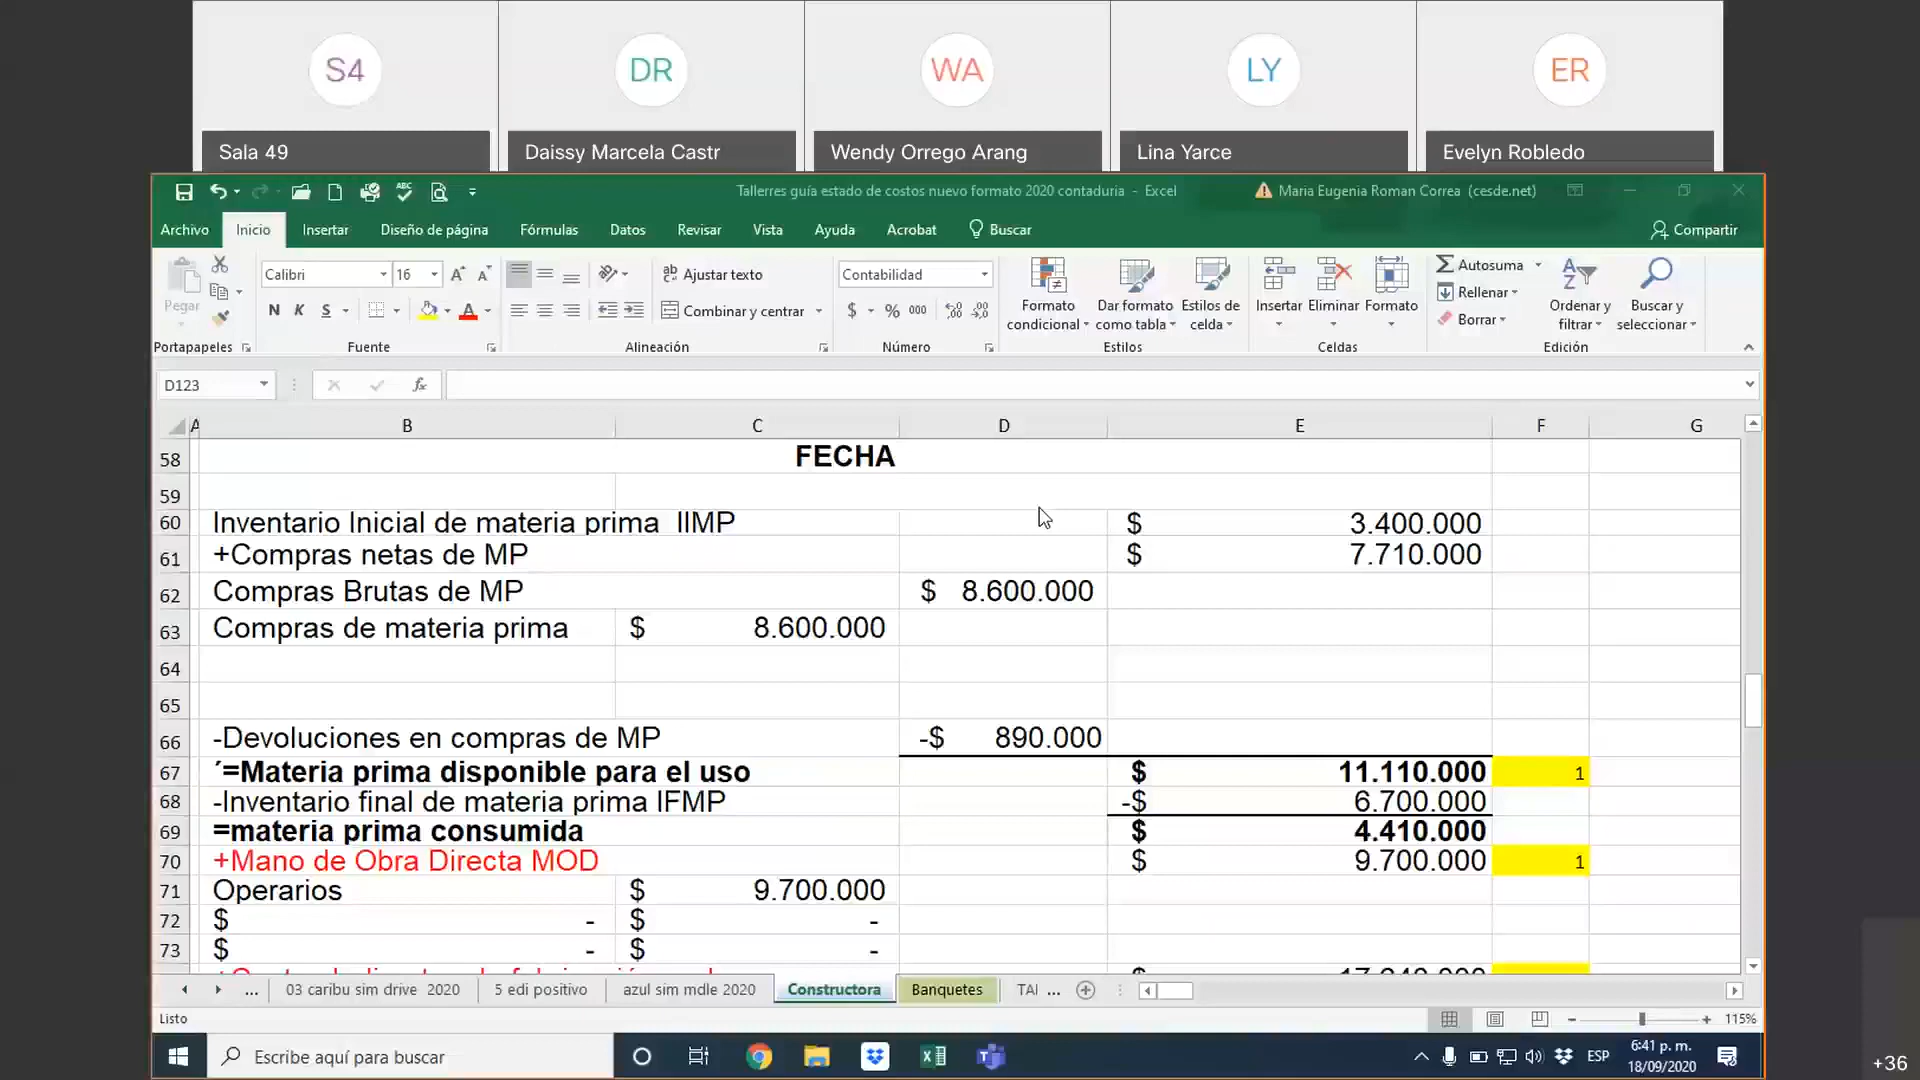 S4 DR WA LY ER
Sala 49 Daissy Marcela Castr Wendy Orrego Arang Lina Yarce Evelyn Robledo
Tallerres guía estado de costos nuevo formato 2020 contaduria - Excel Maria Eugenia Roman Correa (cesde.net)
Archivo Inicio Insertar Diseño de página Fórmulas Datos Revisar Vista Ayuda Acrobat Buscar Compartir
Pegar Calibri 16 Ajustar texto Contabilidad Autosuma
N K S Combinar y centrar $ % 000 Formato condicional Dar formato como tabla Estilos de celda Insertar Eliminar Formato Rellenar Borrar Ordenar y filtrar Buscar y seleccionar
Portapapeles Fuente Alineación Número Estilos Celdas Edición
D123 fx
A B C D E F G
58 FECHA
59
60 Inventario Inicial de materia prima IIMP $ 3.400.000
61 +Compras netas de MP $ 7.710.000
62 Compras Brutas de MP $ 8.600.000
63 Compras de materia prima $ 8.600.000
64
65
66 -Devoluciones en compras de MP -$ 890.000
67 ´=Materia prima disponible para el uso $ 11.110.000 1
68 -Inventario final de materia prima IFMP -$ 6.700.000
69 =materia prima consumida $ 4.410.000
70 +Mano de Obra Directa MOD $ 9.700.000 1
71 Operarios $ 9.700.000
72 $ - $ -
73 $ - $ -
... 03 caribu sim drive 2020 5 edi positivo azul sim mdle 2020 Constructora Banquetes TAI ...
Listo 115%
Escribe aquí para buscar ESP 6:41 p. m.
18/09/2020
+36